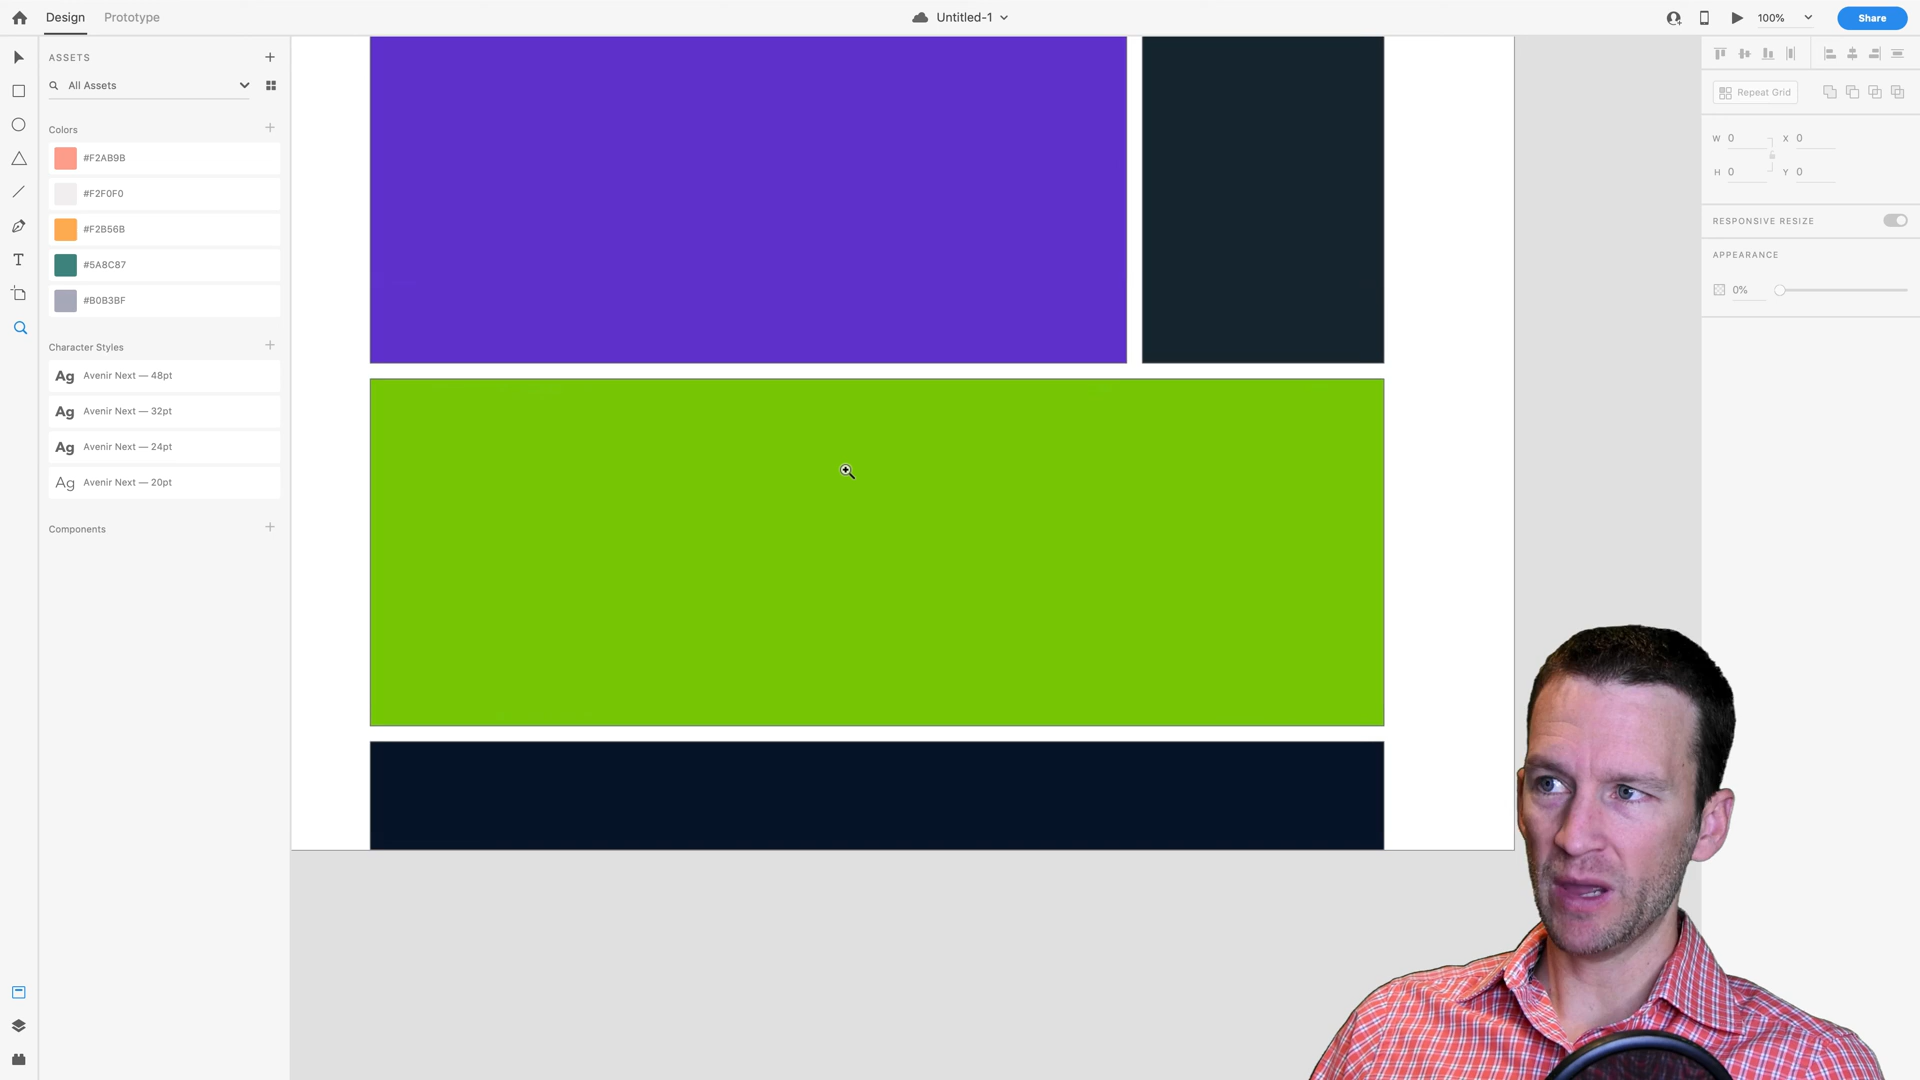 Design
Prototype
Untitled-1
100%
Share
ASSETS
All Assets
Colors
#F2AB9B
#F2F0F0
#F2B56B
#5A8C87
#B0B3BF
Character Styles
Ag Avenir Next — 48pt
Ag Avenir Next — 32pt
Ag Avenir Next — 24pt
Ag Avenir Next — 20pt
Components
Repeat Grid
W 0 X 0
H 0 Y 0
RESPONSIVE RESIZE
APPEARANCE
0%